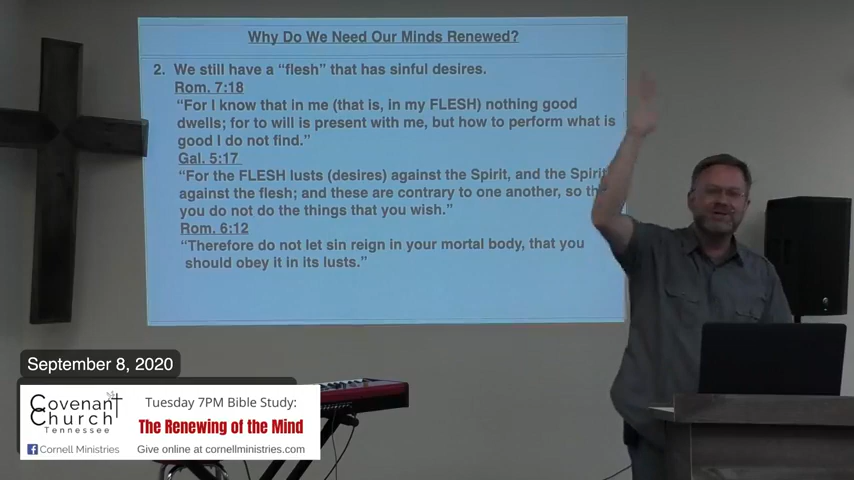 Why Do We Need Our Minds Renewed?
2. We still have a “flesh” that has sinful desires.
Rom. 7:18
“For I know that in me (that is, in my FLESH) nothing good
dwells; for to will is present with me, but how to perform what is
good I do not find.”
Gal. 5:17
“For the FLESH lusts (desires) against the Spirit, and the Spirit
against the flesh; and these are contrary to one another, so th
you do not do the things that you wish.”
Rom. 6:12
“Therefore do not let sin reign in your mortal body, that you
should obey it in its lusts.”
September 8, 2020
Covenant
Church
Tennessee
Cornell Ministries
Tuesday 7PM Bible Study:
The Renewing of the Mind
Give online at cornellministries.com